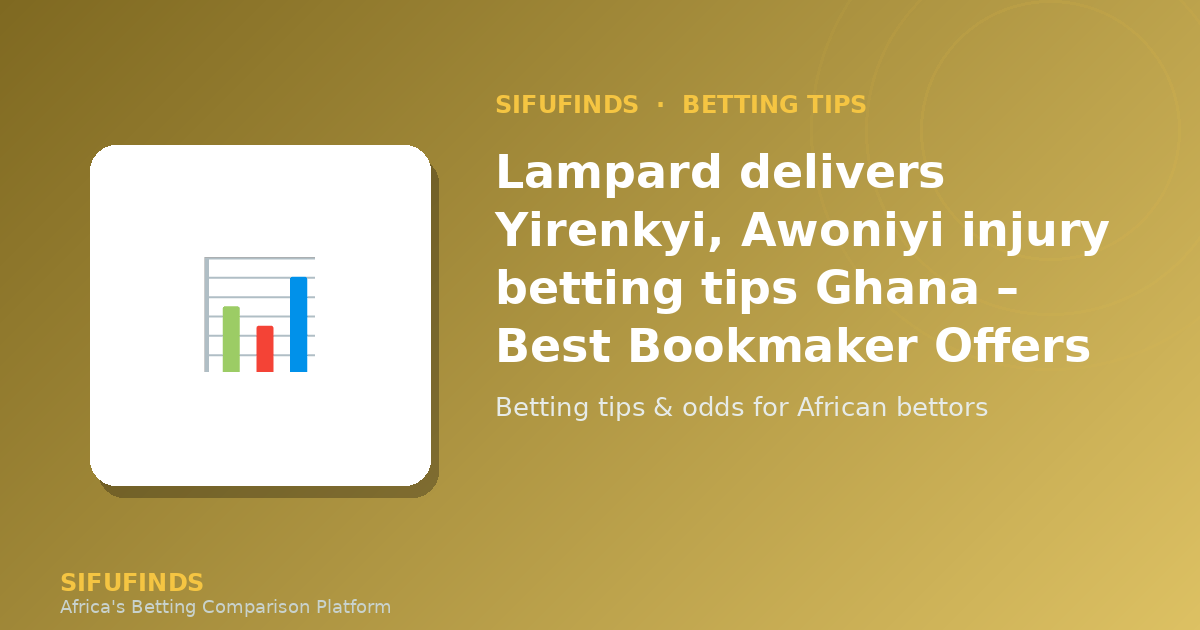 SIFUFINDS · BETTING TIPS
Lampard delivers
Yirenkyi, Awoniyi injury
betting tips Ghana –
Best Bookmaker Offers
Betting tips & odds for African bettors
SIFUFINDS
Africa's Betting Comparison Platform